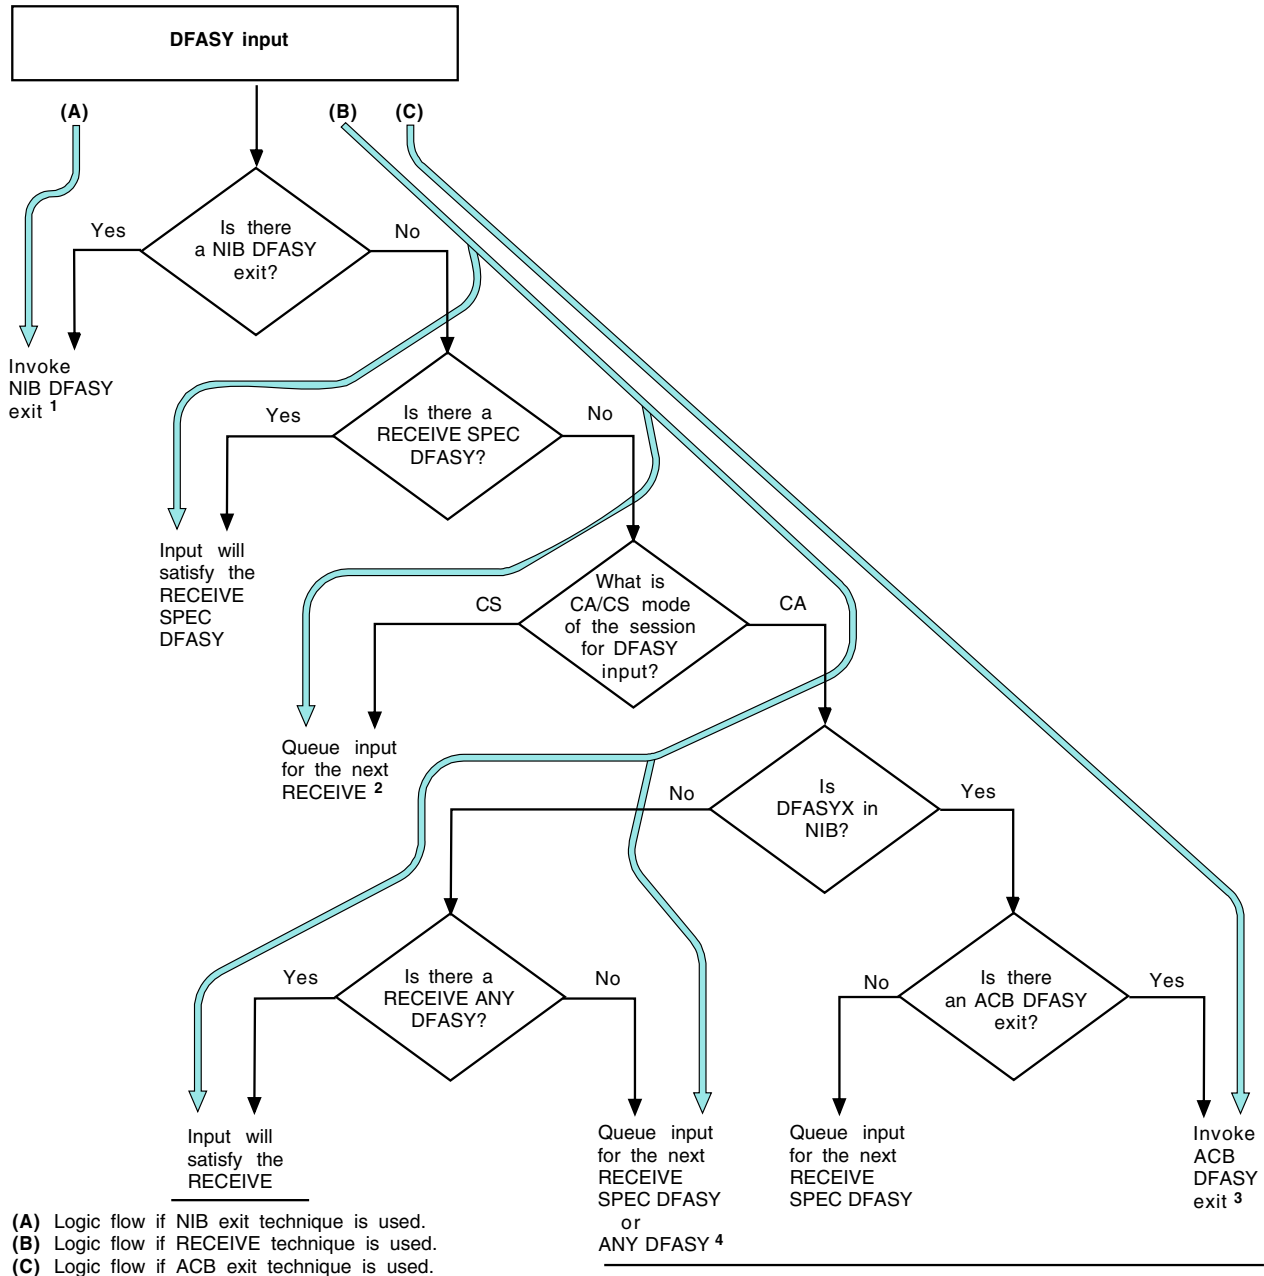 DFASY input
(A)
(B)
(C)
Is there
a NIB DFASY
exit?
Yes
No
Invoke
NIB DFASY
exit 1
Is there a
RECEIVE SPEC
DFASY?
Yes
No
Input will
satisfy the
RECEIVE
SPEC
DFASY
What is
CA/CS mode
of the session
for DFASY
input?
CS
CA
Queue input
for the next
RECEIVE 2
Is
DFASYX in
NIB?
No
Yes
Is there a
RECEIVE ANY
DFASY?
Yes
No
Is there
an ACB DFASY
exit?
No
Yes
Input will
satisfy the
RECEIVE
Queue input
for the next
RECEIVE
SPEC DFASY
or
ANY DFASY 4
Queue input
for the next
RECEIVE
SPEC DFASY
Invoke
ACB
DFASY
exit 3
(A) Logic flow if NIB exit technique is used.
(B) Logic flow if RECEIVE technique is used.
(C) Logic flow if ACB exit technique is used.